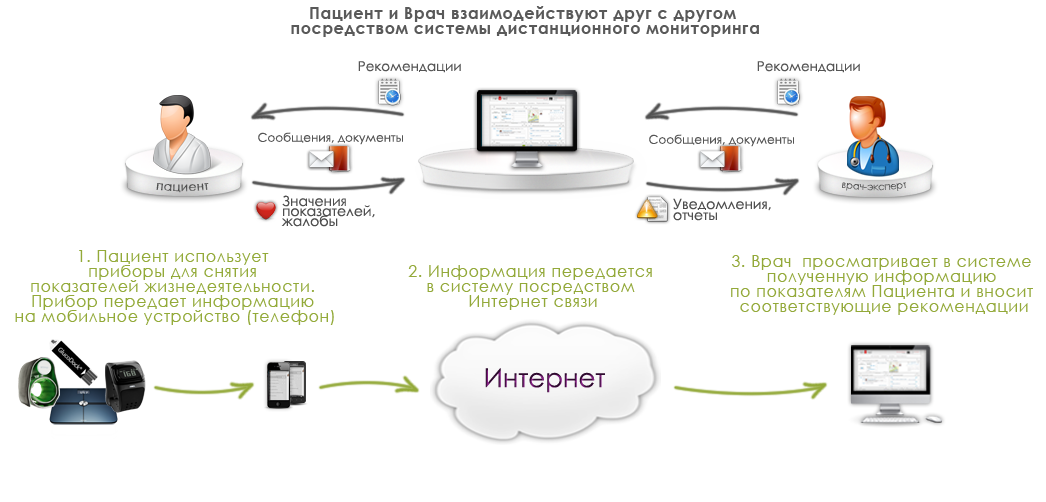 Пациент и Врач взаимодействуют друг с другом
посредством системы дистанционного мониторинга
Рекомендации
Рекомендации
Сообщения, документы
Сообщения, документы
пациент
врач-эксперт
Значения
показателей,
жалобы
Уведомления,
отчеты
1. Пациент использует
приборы для снятия
показателей жизнедеятельности.
Прибор передает информацию
на мобильное устройство (телефон)
2. Информация передается
в систему посредством
Интернет связи
3. Врач просматривает в системе
полученную информацию
по показателям Пациента и вносит
соответствующие рекомендации
GlucoDock
168
Интернет